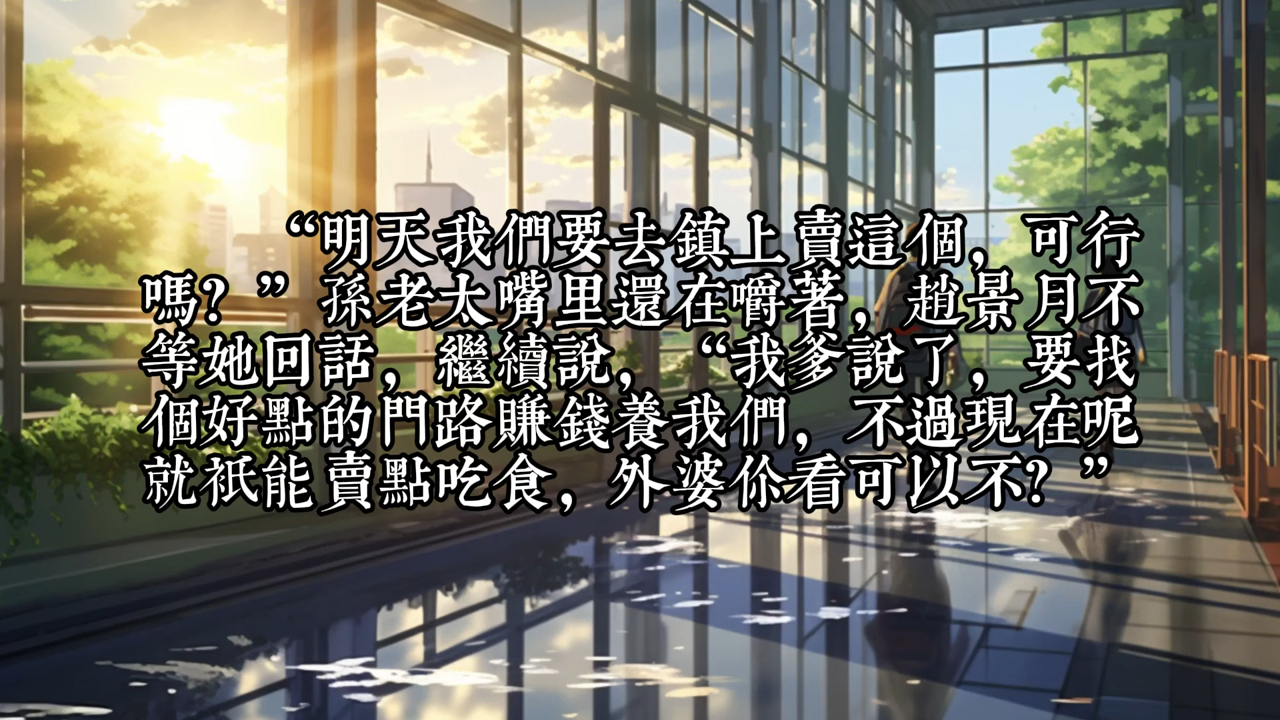 “明天我們要去鎮上賣這個，可行
嗎？”孫老太嘴里還在嚼著，趙景月不
等她回話，繼續說，“我爹說了，要找
個好點的門路賺錢養我們，不過現在呢
就衹能賣點吃食，外婆你看可以不？”